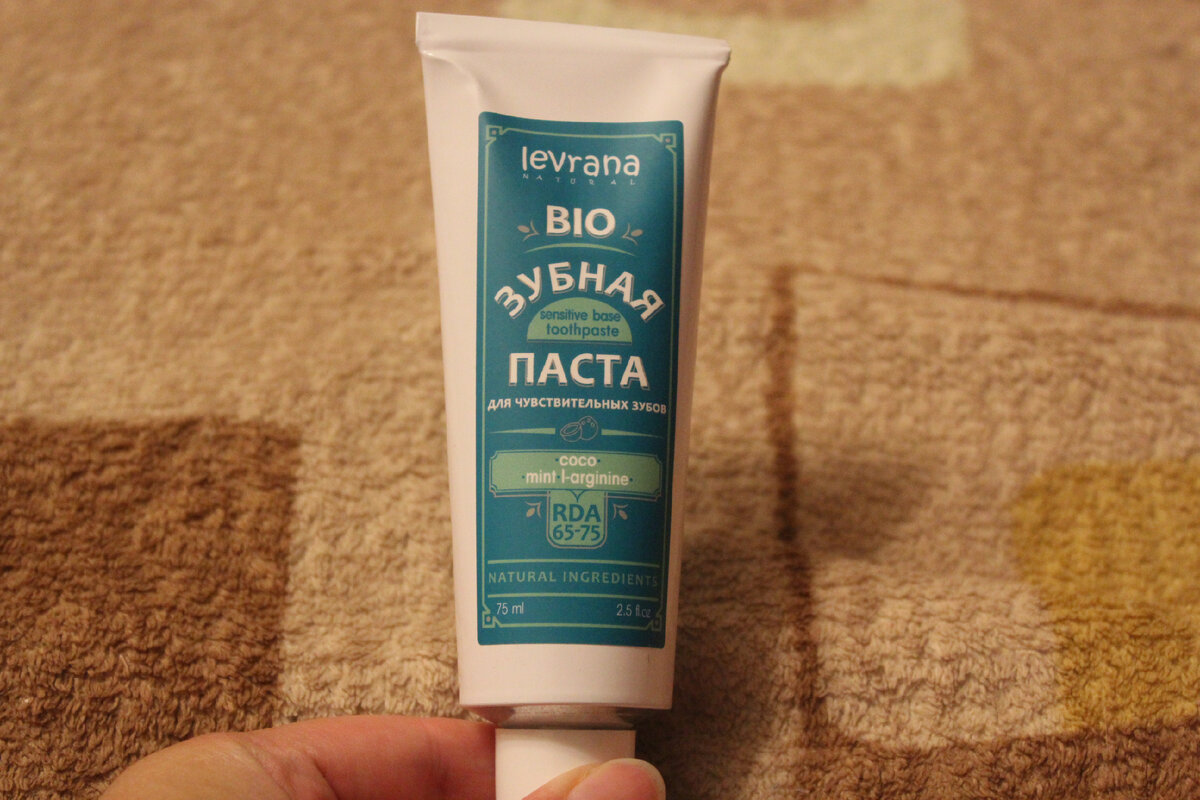 levrana
NATURAL
BIO
ЗУБНАЯ
sensitive base
toothpaste
ПАСТА
ДЛЯ ЧУВСТВИТЕЛЬНЫХ ЗУБОВ
·coco·
·mint l-arginine·
RDA
65-75
NATURAL INGREDIENTS
75 ml 2.5 fl.oz